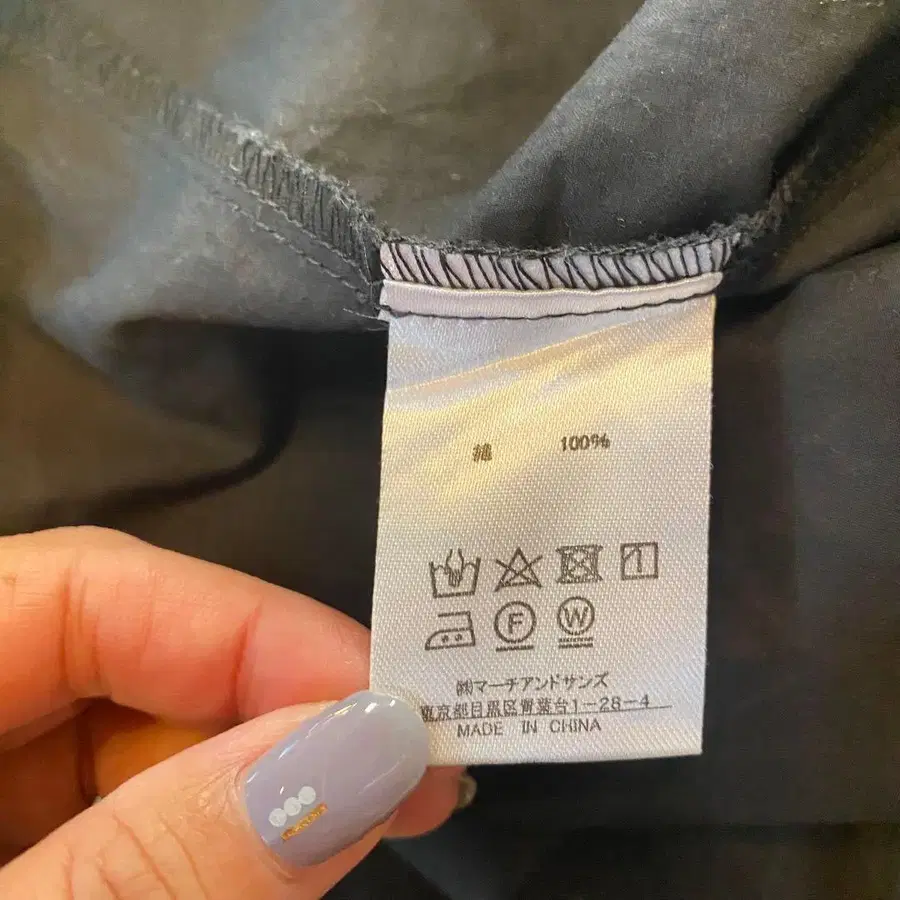 綿 100%
F W
㈱マーチアンドサンズ
東京都目黒区青葉台1-28-4
MADE IN CHINA